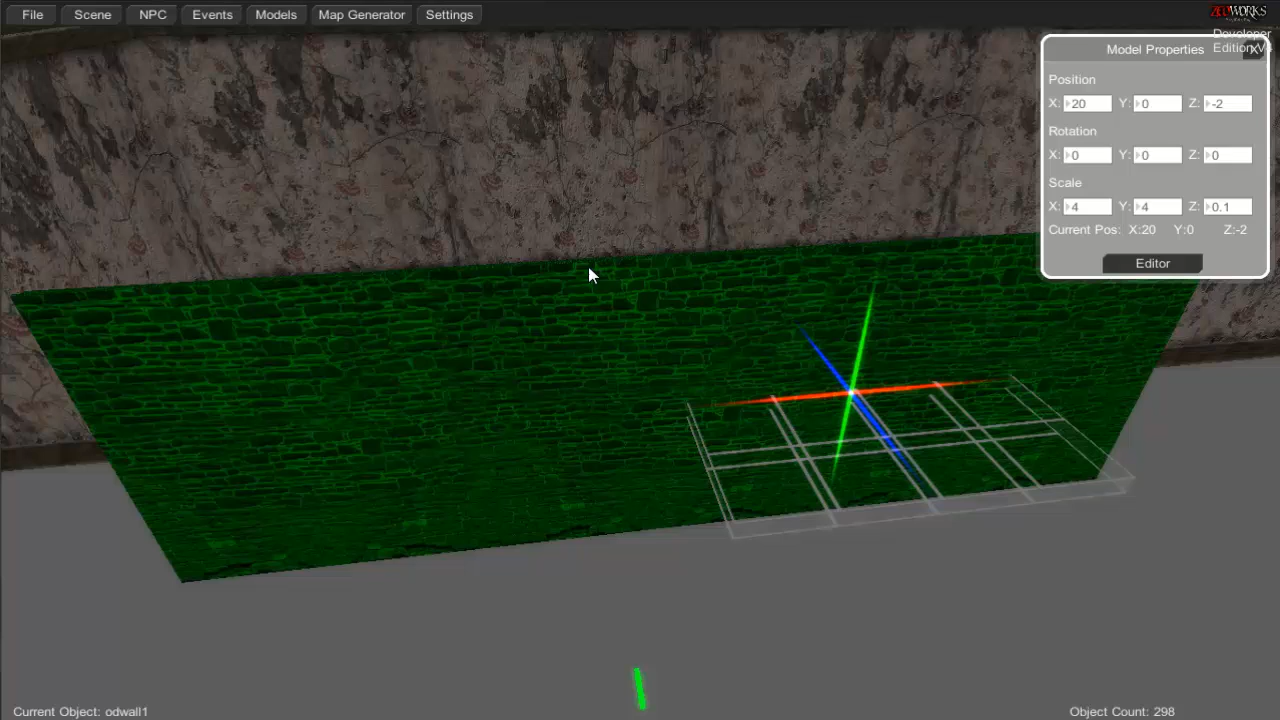 File Scene NPC Events Models Map Generator Settings
ZEDWORKS
Developer
Edition
Model Properties X
Position
X: 20 Y: 0 Z: -2
Rotation
X: 0 Y: 0 Z: 0
Scale
X: 4 Y: 4 Z: 0.1
Current Pos: X:20 Y:0 Z:-2
Editor
Current Object: odwall1
Object Count: 298